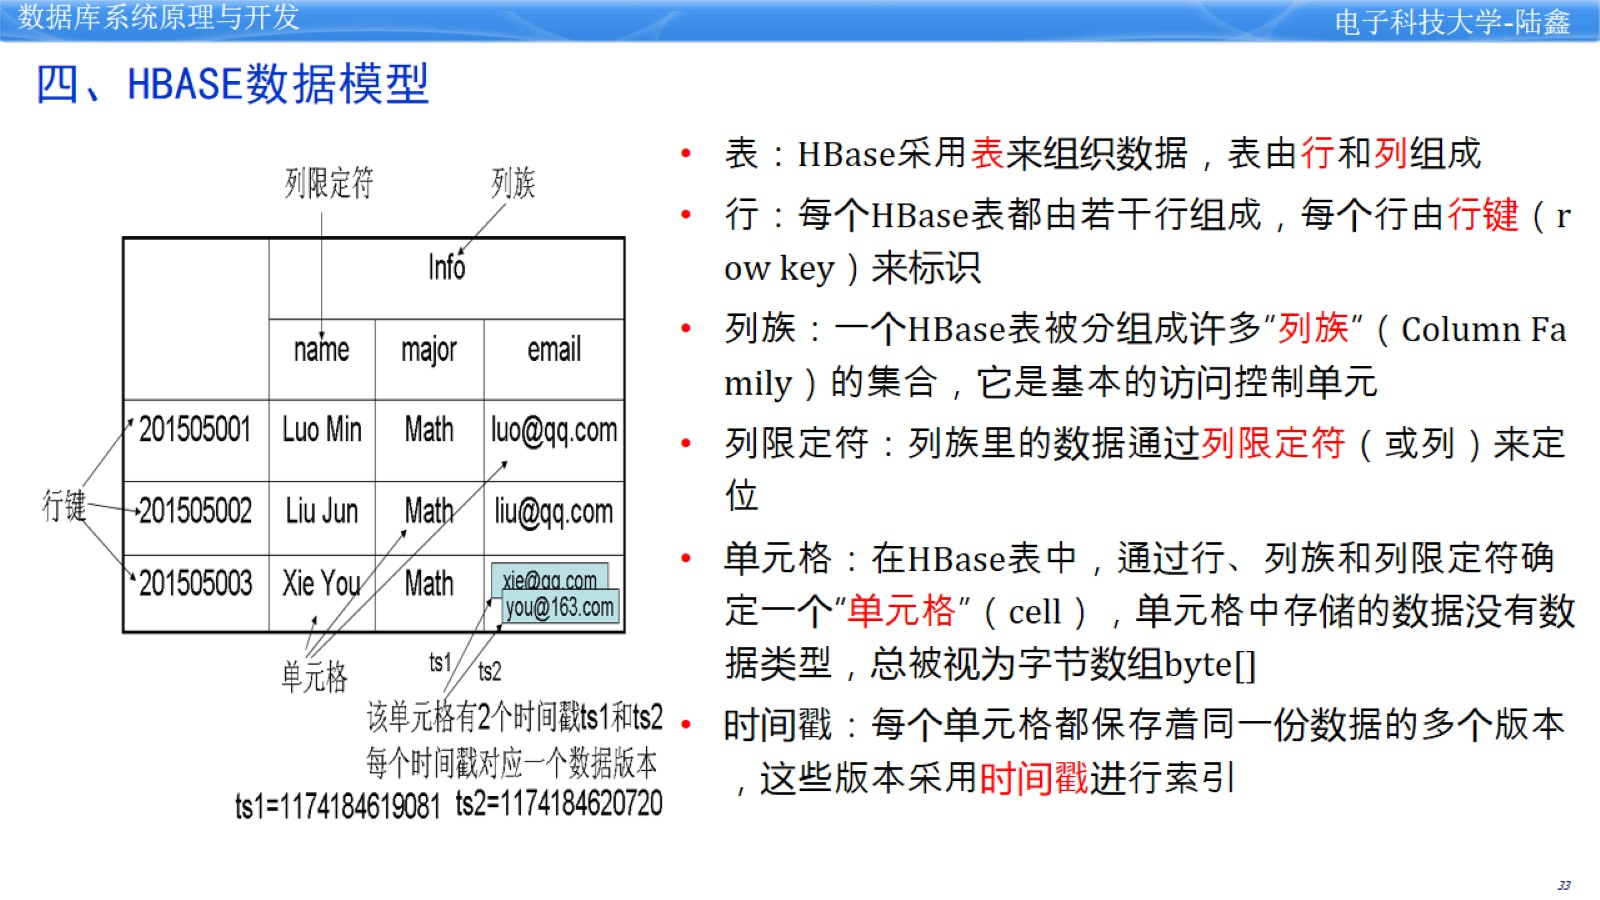 数据库系统原理与开发
电子科技大学-陆鑫
四、HBASE数据模型
列限定符
列族
Info
name major email
201505001 Luo Min Math luo@qq.com
201505002 Liu Jun Math liu@qq.com
201505003 Xie You Math xie@qq.com
you@163.com
行键
单元格
ts1 ts2
该单元格有2个时间戳ts1和ts2
每个时间戳对应一个数据版本
ts1=1174184619081 ts2=1174184620720
• 表：HBase采用表来组织数据，表由行和列组成
• 行：每个HBase表都由若干行组成，每个行由行键（r
ow key）来标识
• 列族：一个HBase表被分组成许多“列族”（Column Fa
mily）的集合，它是基本的访问控制单元
• 列限定符：列族里的数据通过列限定符（或列）来定
位
• 单元格：在HBase表中，通过行、列族和列限定符确
定一个“单元格”（cell），单元格中存储的数据没有数
据类型，总被视为字节数组byte[]
• 时间戳：每个单元格都保存着同一份数据的多个版本
，这些版本采用时间戳进行索引
33